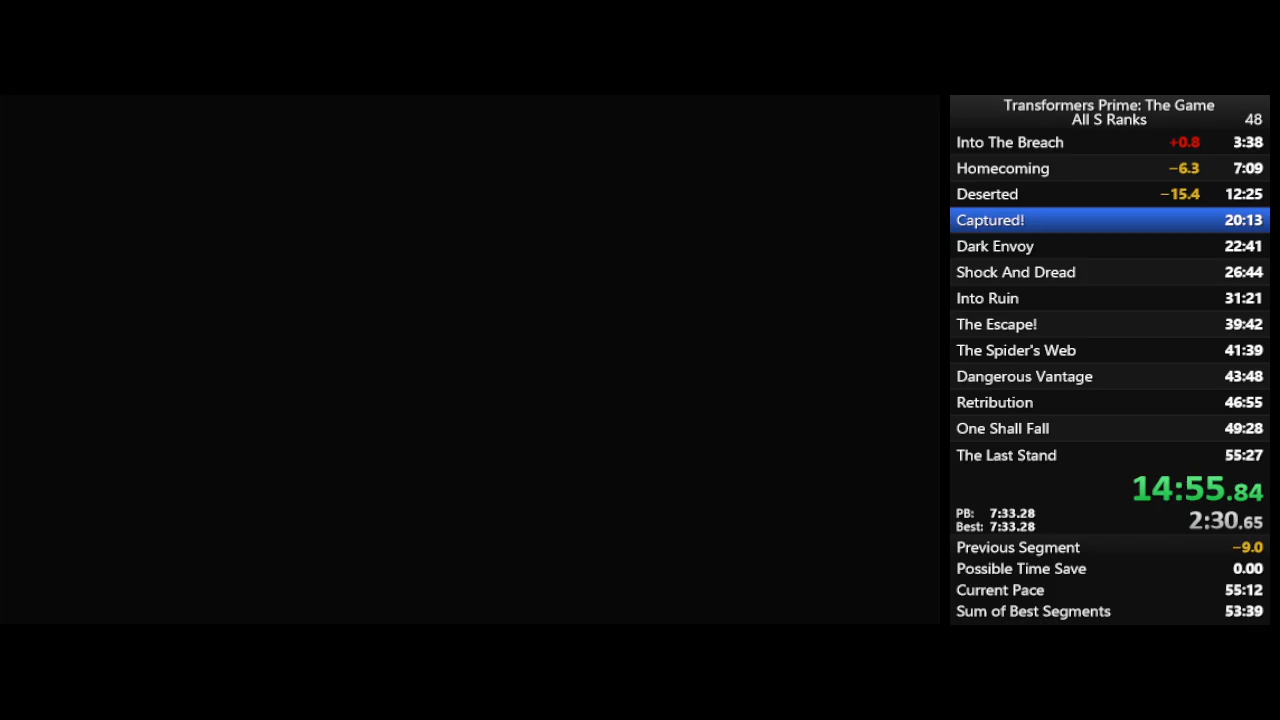 Transformers Prime: The Game
All S Ranks 48
Into The Breach +0.8 3:38
Homecoming −6.3 7:09
Deserted −15.4 12:25
Captured! 20:13
Dark Envoy 22:41
Shock And Dread 26:44
Into Ruin 31:21
The Escape! 39:42
The Spider's Web 41:39
Dangerous Vantage 43:48
Retribution 46:55
One Shall Fall 49:28
The Last Stand 55:27
14:55.84
PB: 7:33.28
Best: 7:33.28
2:30.65
Previous Segment −9.0
Possible Time Save 0.00
Current Pace 55:12
Sum of Best Segments 53:39